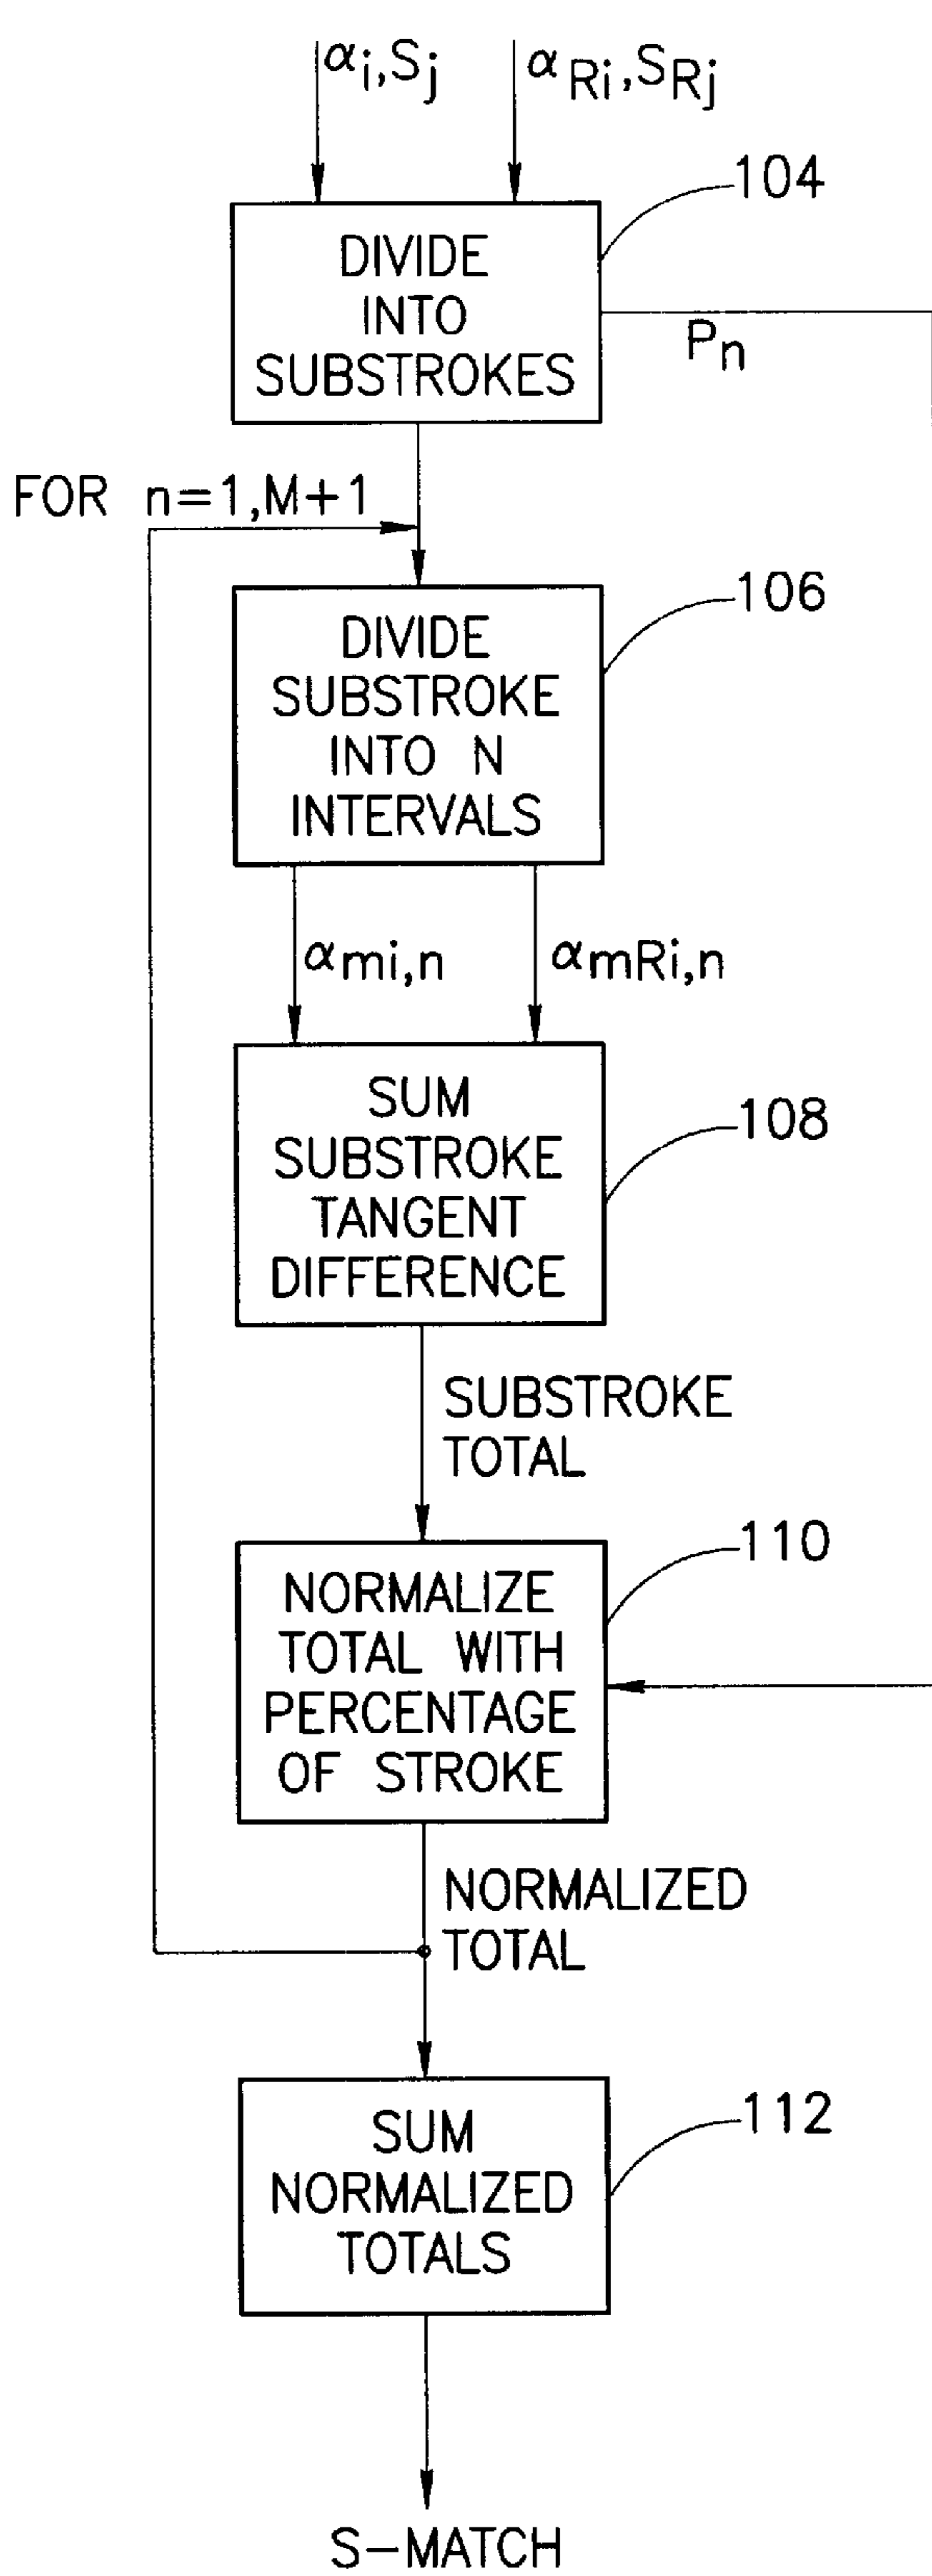 αi,Sj
αRi,SRj
104
DIVIDE
INTO
SUBSTROKES
Pn
FOR n=1,M+1
106
DIVIDE
SUBSTROKE
INTO N
INTERVALS
αmi,n
αmRi,n
108
SUM
SUBSTROKE
TANGENT
DIFFERENCE
SUBSTROKE
TOTAL
110
NORMALIZE
TOTAL WITH
PERCENTAGE
OF STROKE
NORMALIZED
TOTAL
112
SUM
NORMALIZED
TOTALS
S-MATCH